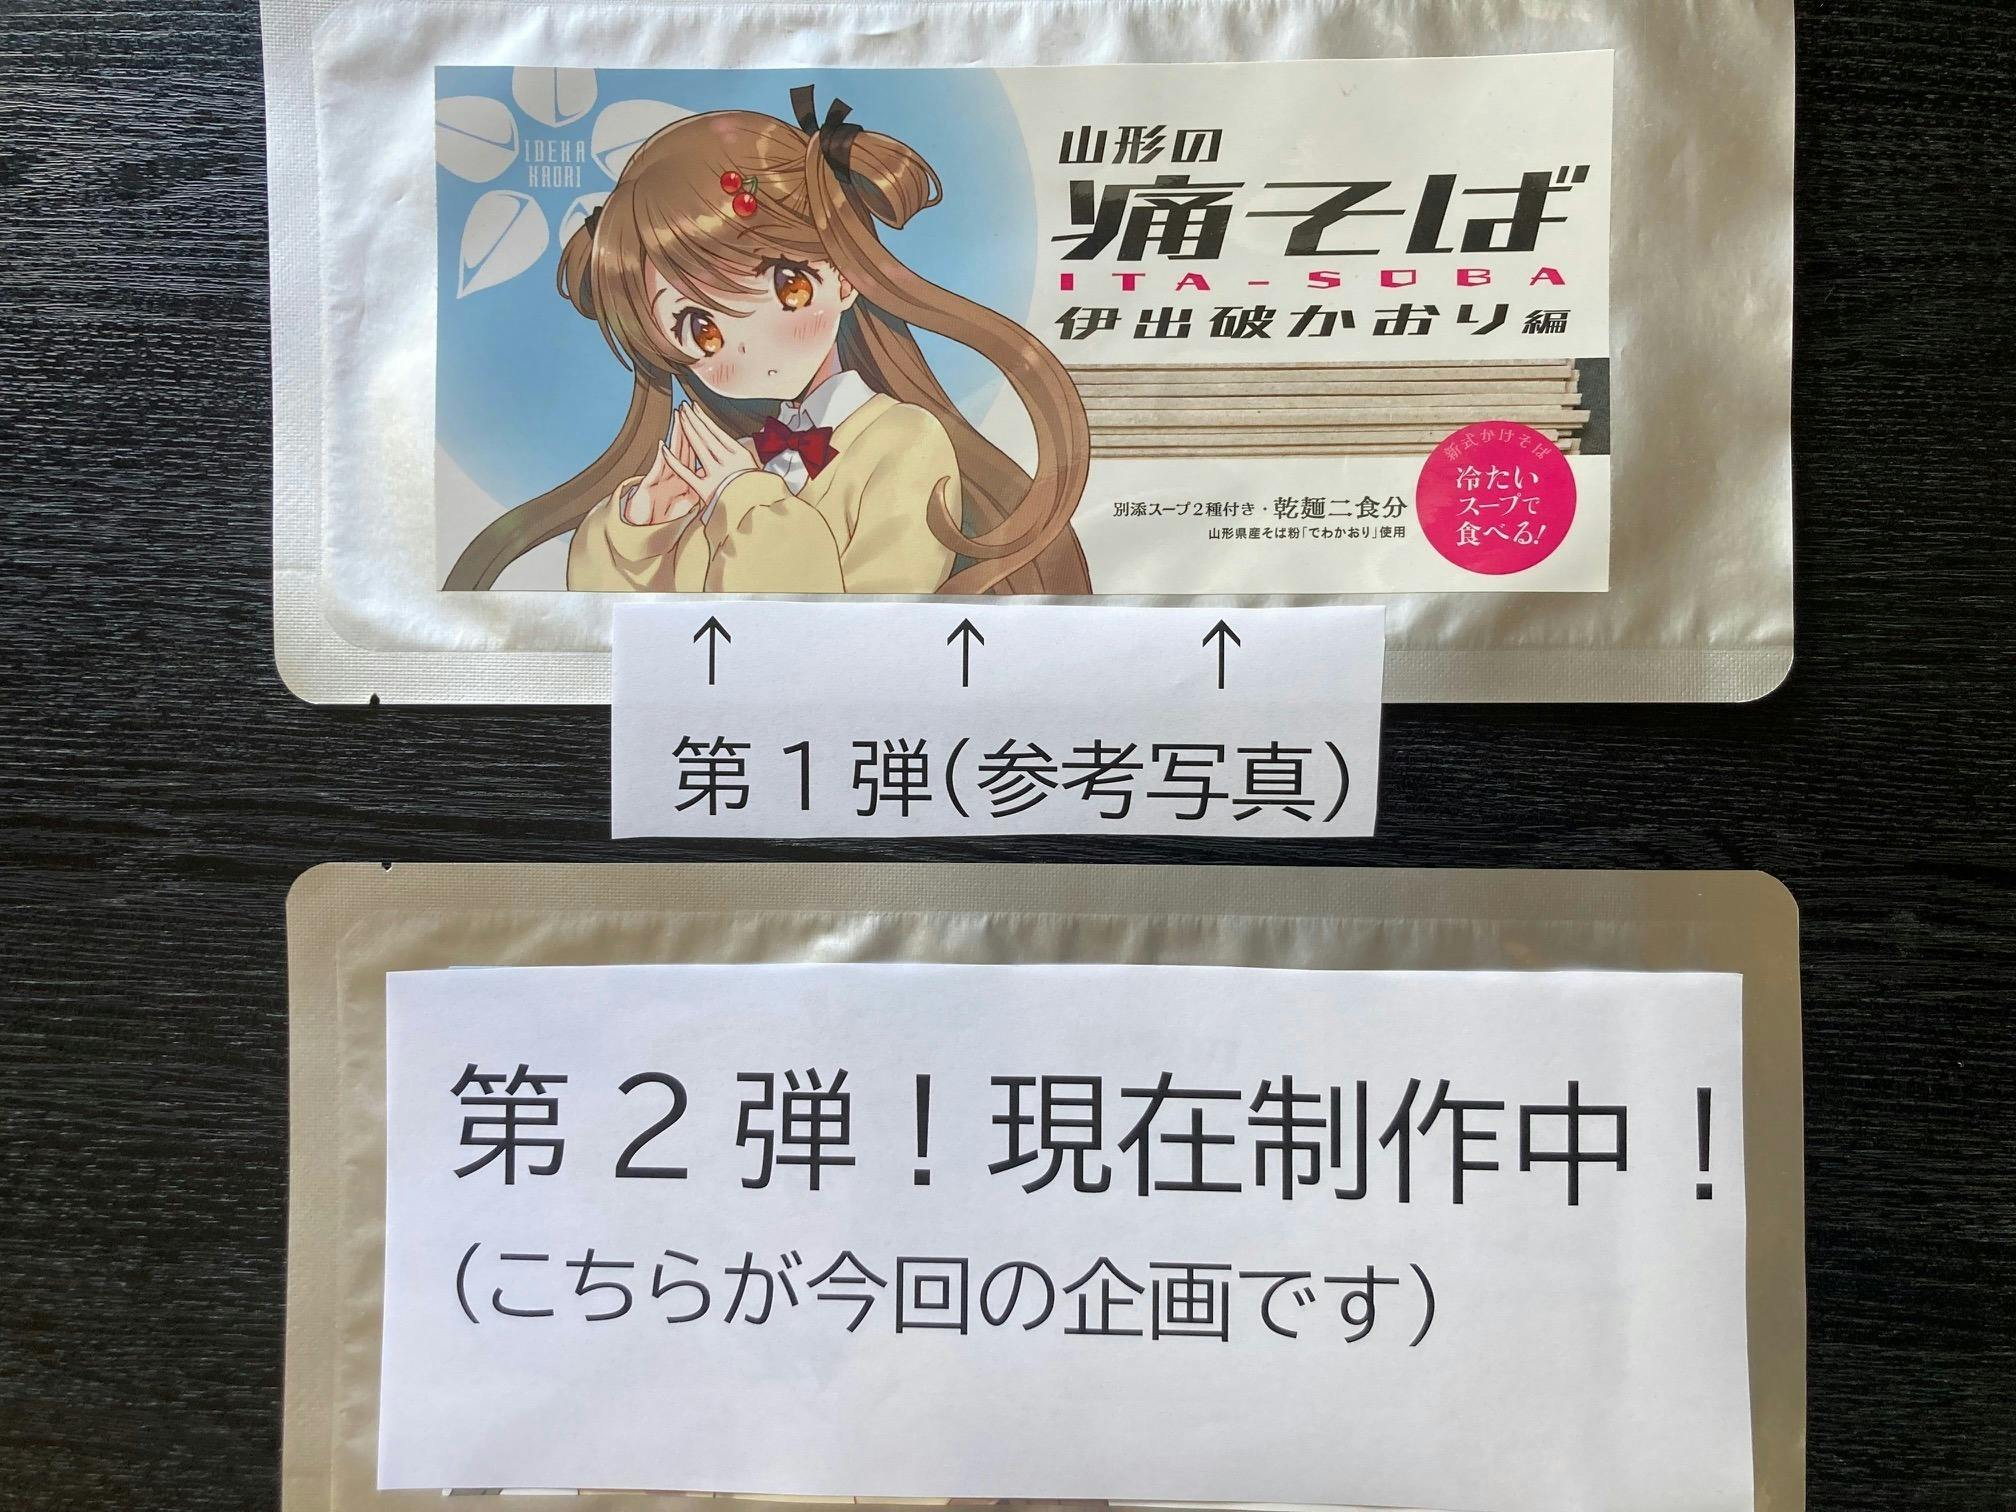 IDEHA
KAORI
山形の
痛そば
ITA-SOBA
伊出破かおり編
新式かけそば
冷たい
スープで
食べる!
別添スープ2種付き・乾麺二食分
山形県産そば粉「でわかおり」使用
↑ ↑ ↑
第1弾(参考写真)
第2弾!現在制作中!
(こちらが今回の企画です)